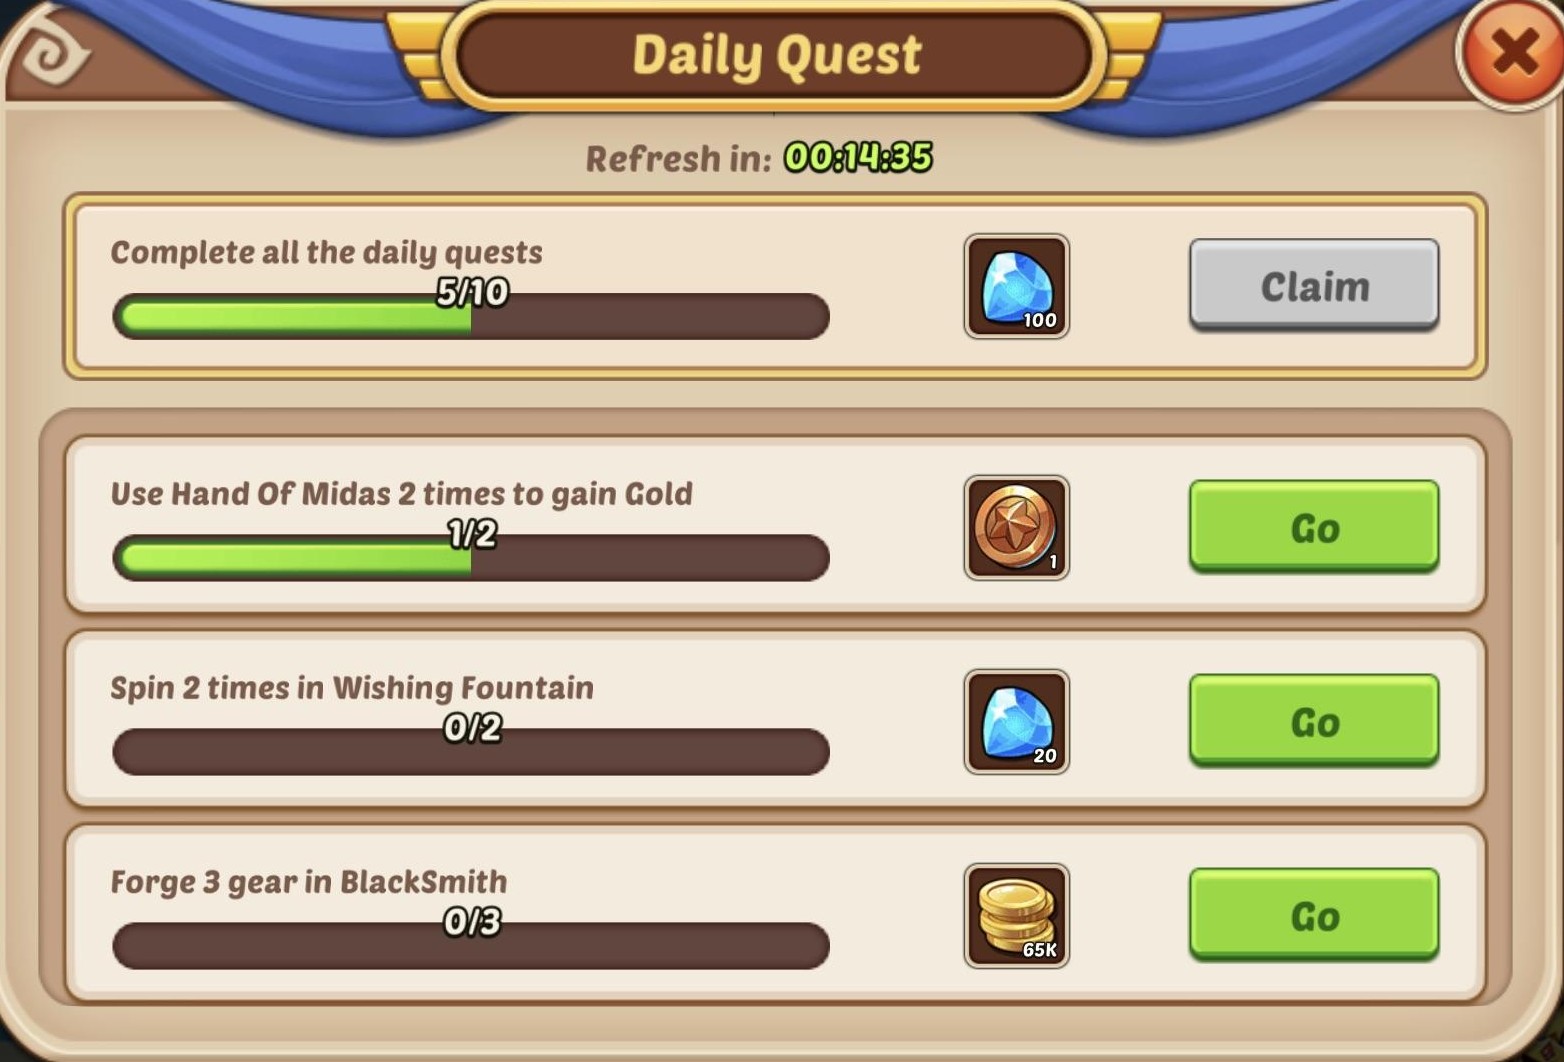 Daily Quest
Refresh in: 00:14:35
Complete all the daily quests
5/10
100
Claim
Use Hand Of Midas 2 times to gain Gold
1/2
1
Go
Spin 2 times in Wishing Fountain
0/2
20
Go
Forge 3 gear in BlackSmith
0/3
65K
Go